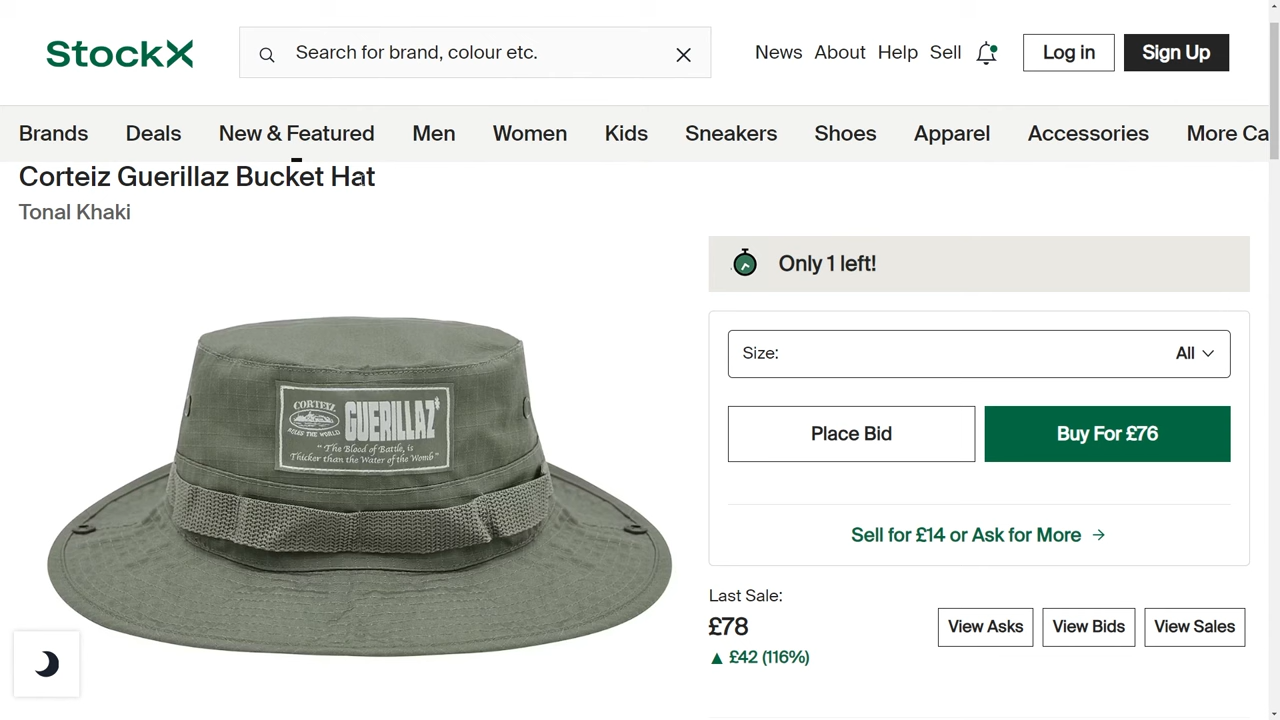 StockX
Search for brand, colour etc.
News About Help Sell
Log in
Sign Up
Brands Deals New & Featured Men Women Kids Sneakers Shoes Apparel Accessories More Ca
Corteiz Guerillaz Bucket Hat
Tonal Khaki
Only 1 left!
Size:
All
Place Bid
Buy For £76
Sell for £14 or Ask for More →
Last Sale:
£78
▲ £42 (116%)
View Asks
View Bids
View Sales
CORTEIZ
RULES THE WORLD
GUERILLAZ
"The Blood of Battle, is
Thicker than the Water of the Womb"